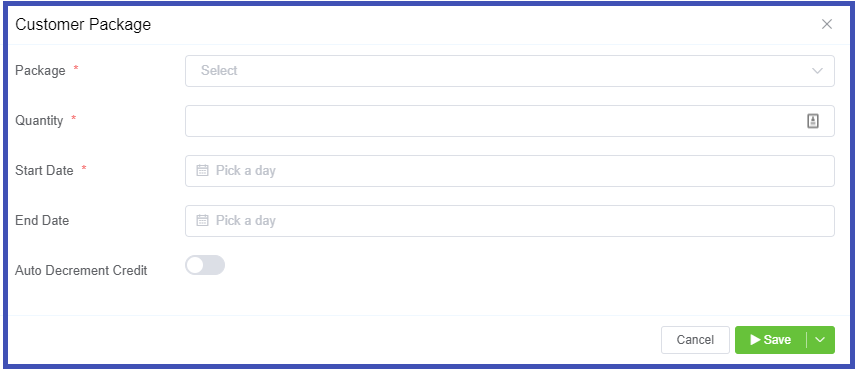 Customer Package
Package *
Select
Quantity *
Start Date *
Pick a day
End Date
Pick a day
Auto Decrement Credit
Cancel
Save